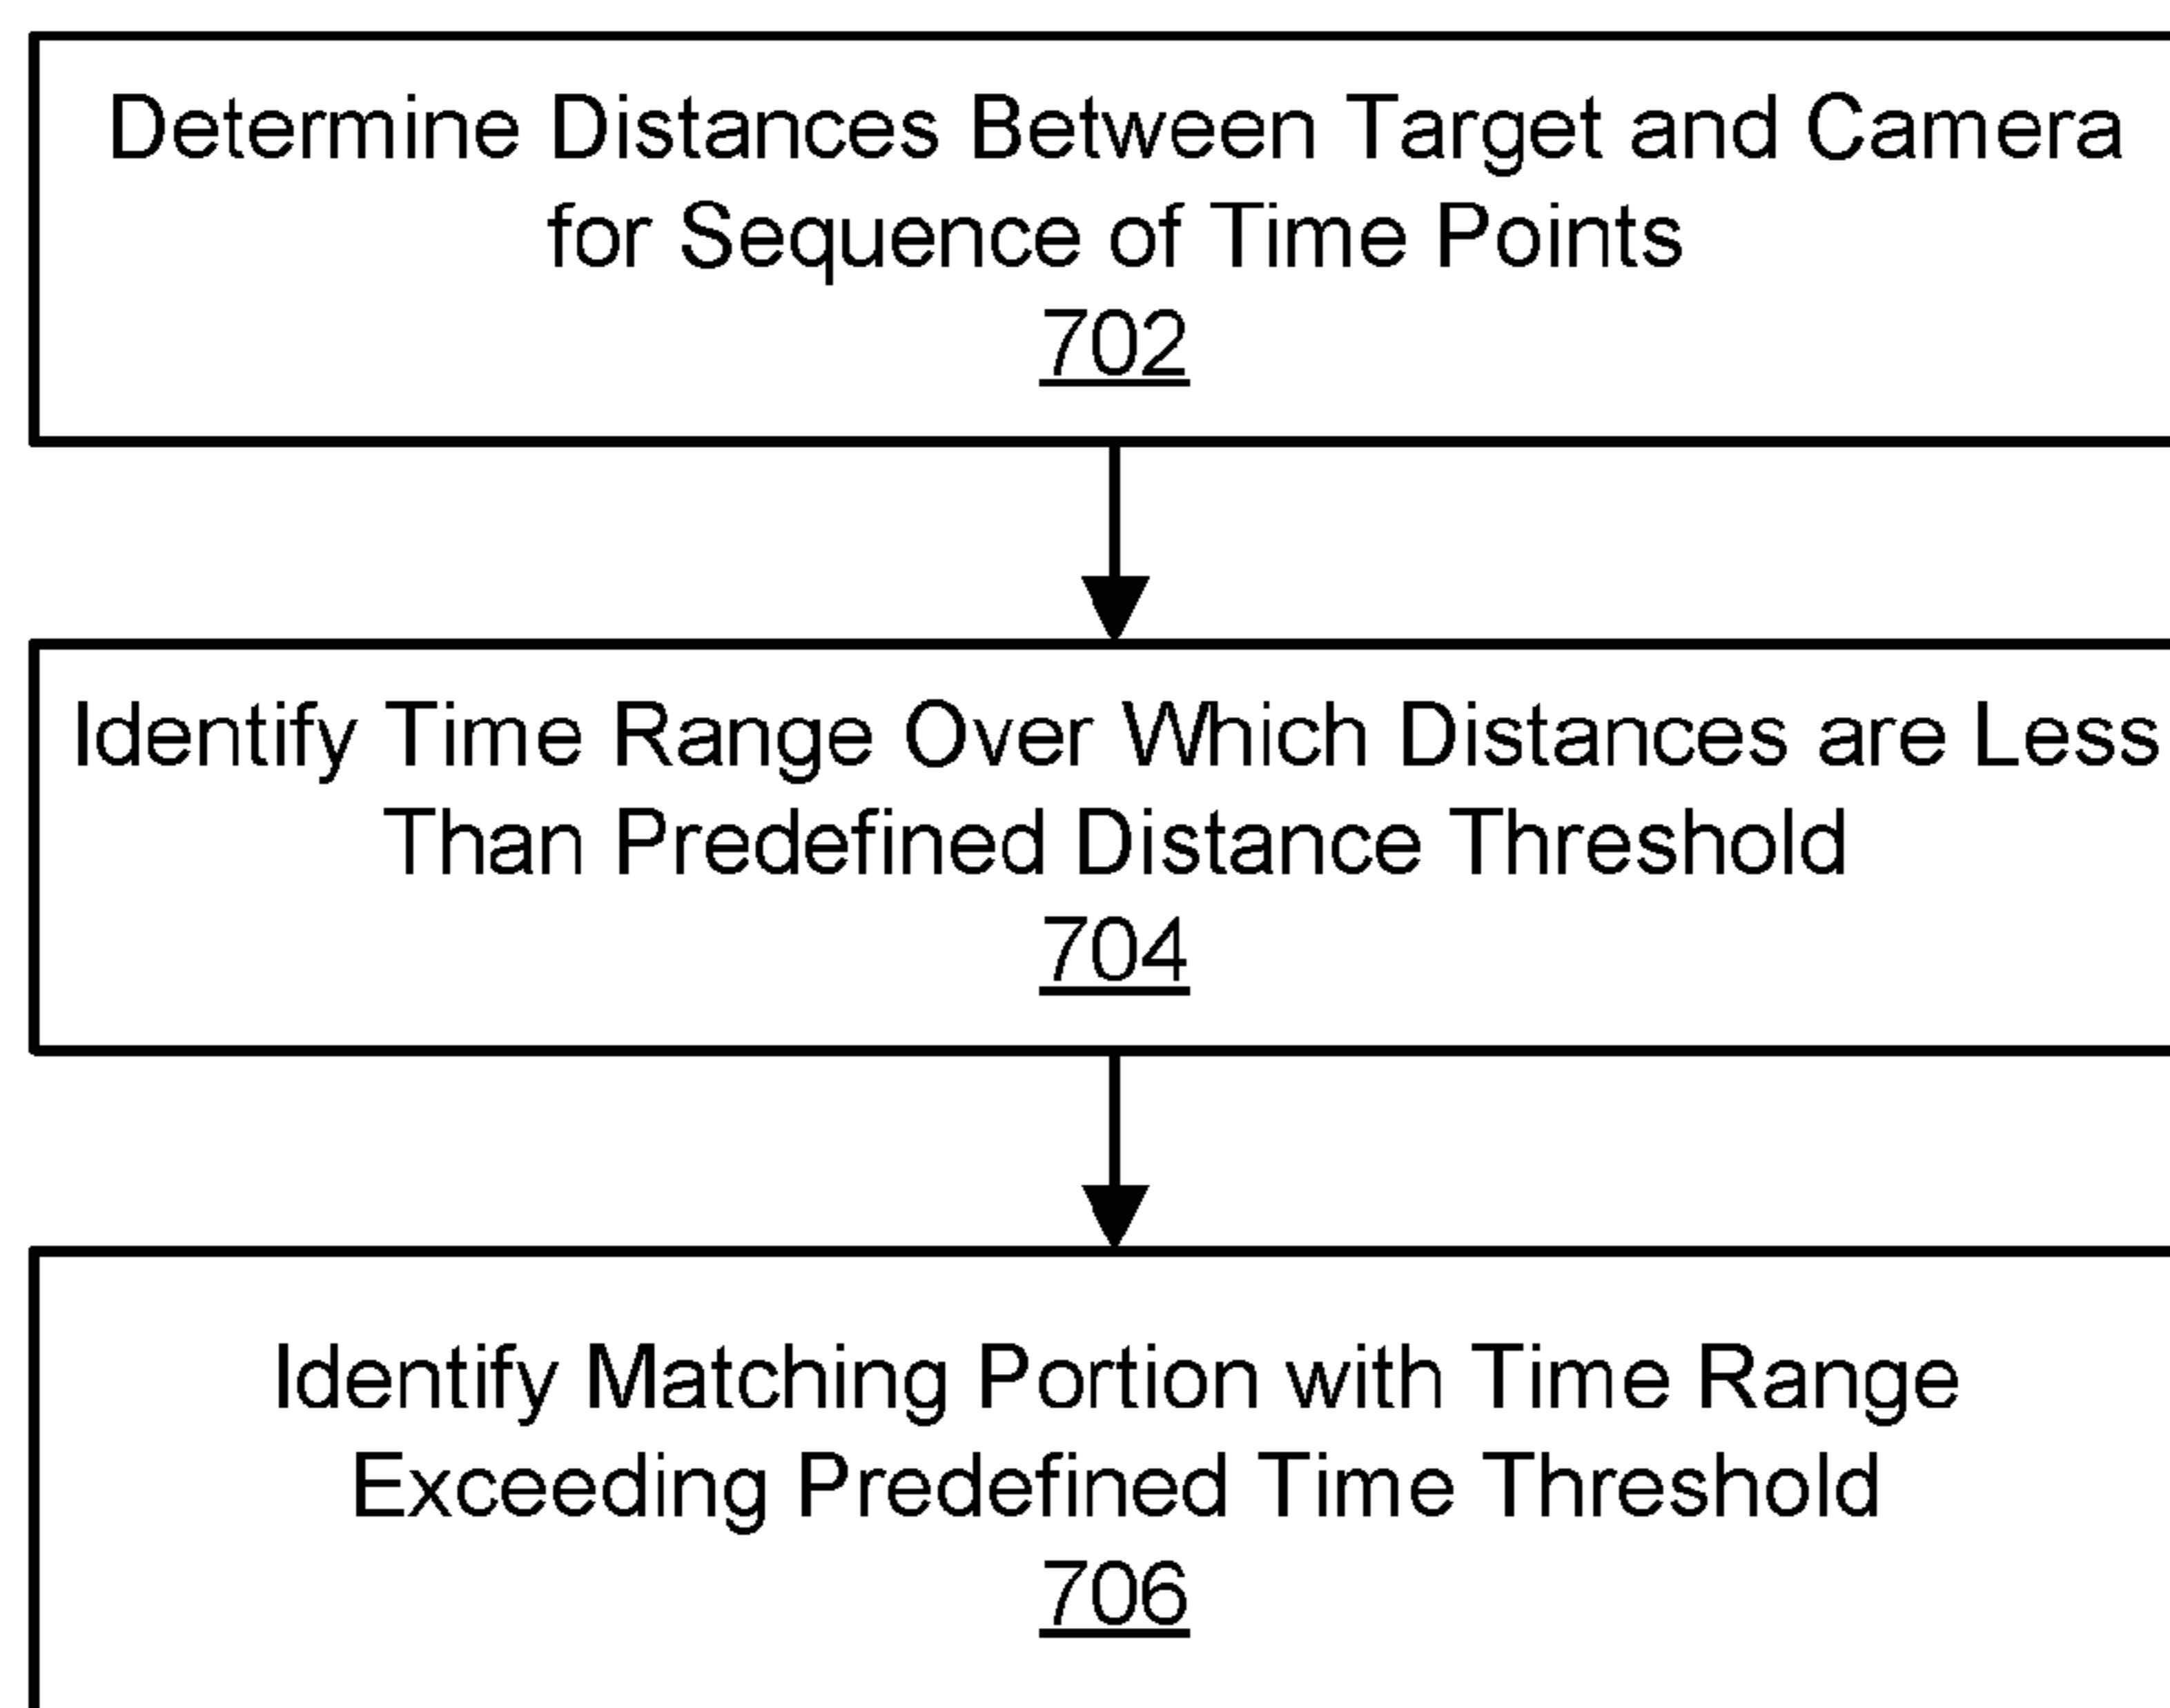 Determine Distances Between Target and Camera
for Sequence of Time Points
702
Identify Time Range Over Which Distances are Less
Than Predefined Distance Threshold
704
Identify Matching Portion with Time Range
Exceeding Predefined Time Threshold
706